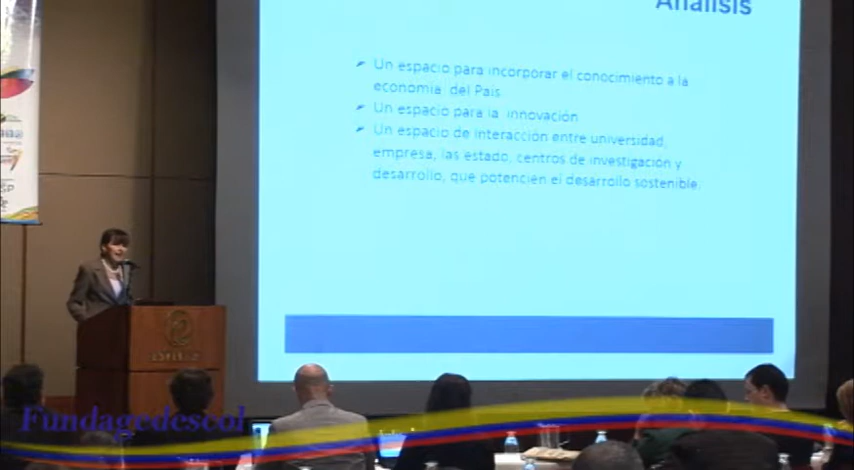 Análisis
Un espacio para incorporar el conocimiento a la
economía del País
Un espacio para la innovación
Un espacio de interacción entre universidad,
empresa, las estado, centros de investigación y
desarrollo, que potencien el desarrollo sostenible.
Fundagedescol